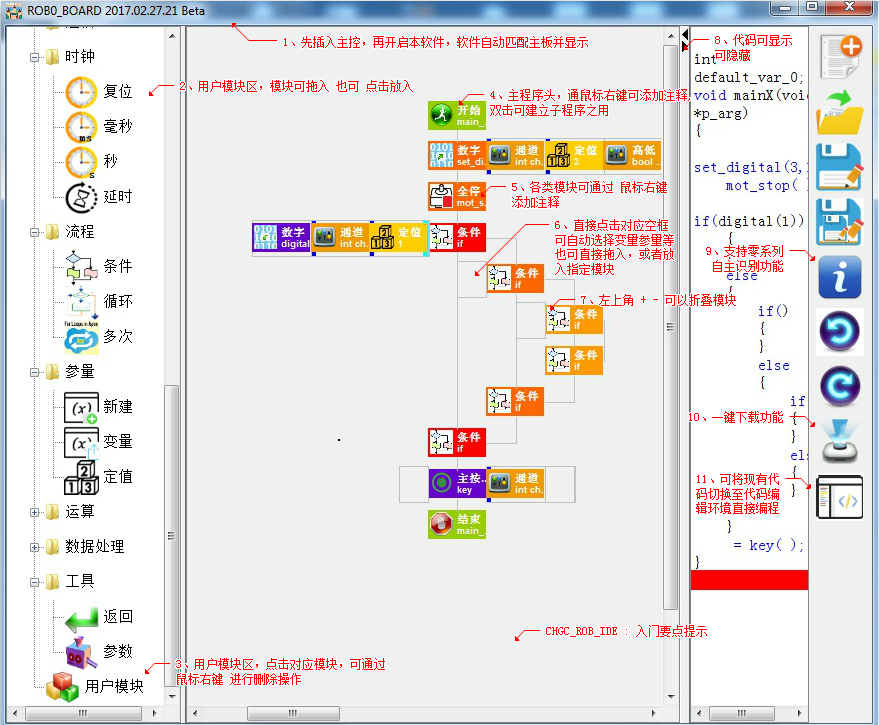 ROB0_BOARD 2017.02.27.21 Beta
时钟
复位
毫秒
ms
秒
s
延时
流程
条件
循环
For Loops in Apex
多次
参量
新建
(x)
变量
(x)
定值
运算
数据处理
工具
返回
参数
用户模块
1、先插入主控，再开启本软件，软件自动匹配主板并显示
2、用户模块区，模块可拖入 也可 点击放入
3、用户模块区，点击对应模块，可通过
鼠标右键 进行删除操作
4、主程序头，通鼠标右键可添加注释，
双击可建立子程序之用
开始
main_
数字
set_di.
通道
int ch.
定位
3
高低
bool ..
全停
mot_s.
5、各类模块可通过 鼠标右键
添加注释
数字
digital
通道
int ch.
定位
1
条件
if
6、直接点击对应空框
可自动选择变量参量等
也可直接拖入，或者放
入指定模块
条件
if
7、左上角 + - 可以折叠模块
条件
if
条件
if
条件
if
条件
if
主按..
key
通道
int ch.
结束
main_
CHGC_ROB_IDE : 入门要点提示
8、代码可显示
可隐藏
int
default_var_0;
void mainX(voi
*p_arg)
{
set_digital(3,
mot_stop( )
if(digital(1))
{
9、支持零系列
自主识别功能
else
{
if()
{
}
else
{
if
10、一键下载功能
{
}
els
{
11、可将现有代
码切换至代码编
辑环境直接编程
}
}
= key( );
}